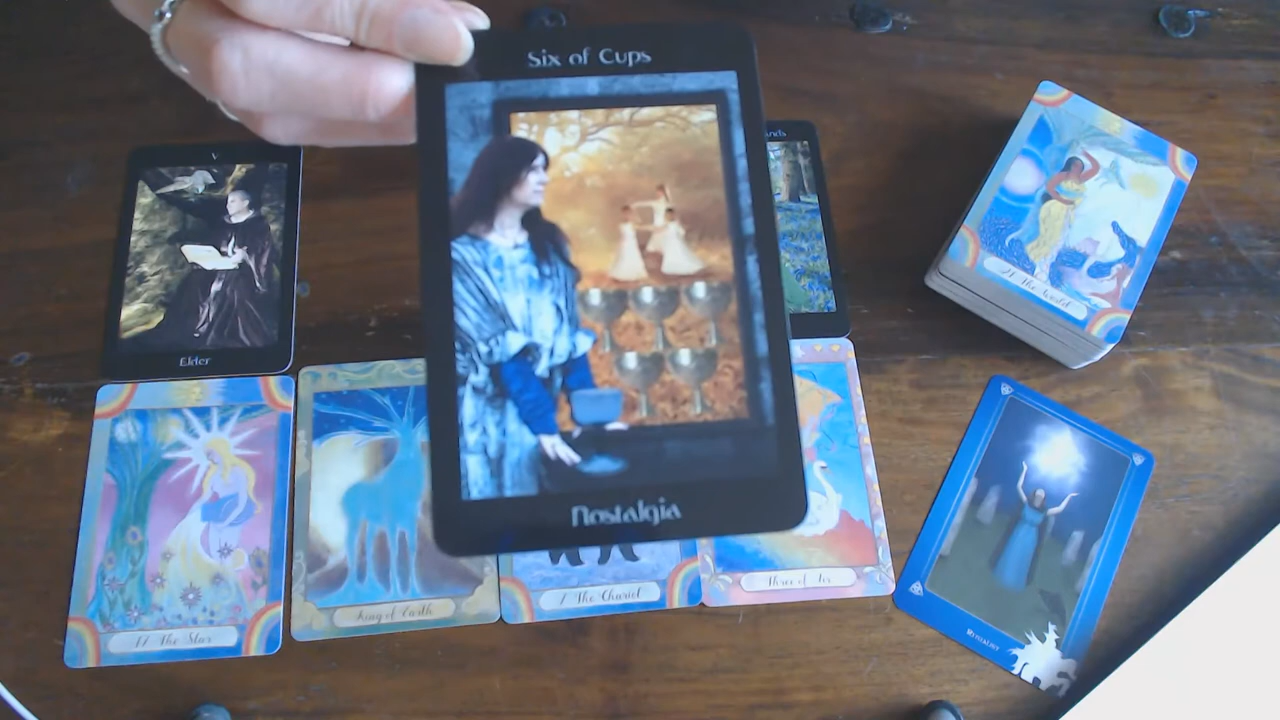 Six of Cups
Nostalgia
V
Elder
ands
21 The World
17 The Star
King of Earth
7 The Chariot
Three of